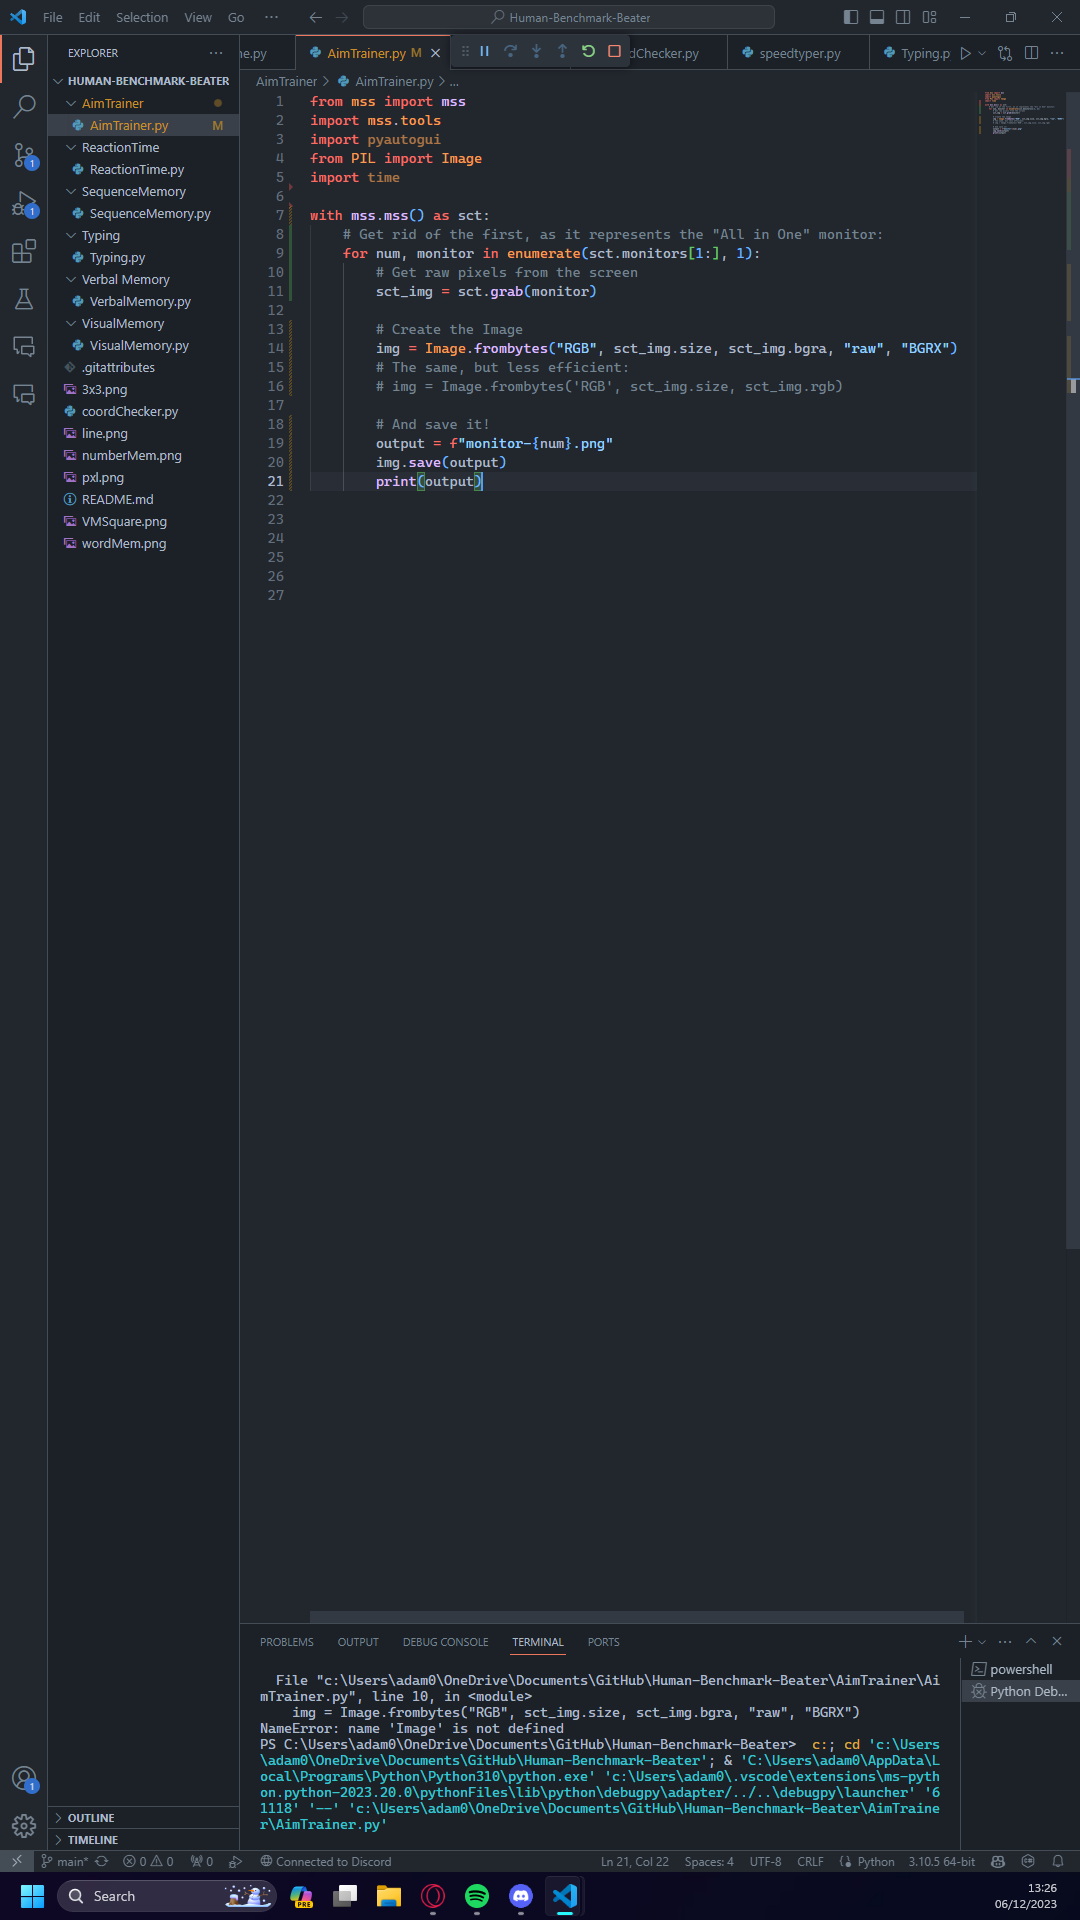 File Edit Selection View Go ··· Human-Benchmark-Beater
EXPLORER ···
HUMAN-BENCHMARK-BEATER
AimTrainer
AimTrainer.py M
ReactionTime
ReactionTime.py
SequenceMemory
SequenceMemory.py
Typing
Typing.py
Verbal Memory
VerbalMemory.py
VisualMemory
VisualMemory.py
.gitattributes
3x3.png
coordChecker.py
line.png
numberMem.png
pxl.png
README.md
VMSquare.png
wordMem.png
OUTLINE
TIMELINE
1
1
1
ne.py AimTrainer.py M dChecker.py speedtyper.py Typing.p
AimTrainer > AimTrainer.py > ...
1 from mss import mss
2 import mss.tools
3 import pyautogui
4 from PIL import Image
5 import time
6
7 with mss.mss() as sct:
8 # Get rid of the first, as it represents the "All in One" monitor:
9 for num, monitor in enumerate(sct.monitors[1:], 1):
10 # Get raw pixels from the screen
11 sct_img = sct.grab(monitor)
12
13 # Create the Image
14 img = Image.frombytes("RGB", sct_img.size, sct_img.bgra, "raw", "BGRX")
15 # The same, but less efficient:
16 # img = Image.frombytes('RGB', sct_img.size, sct_img.rgb)
17
18 # And save it!
19 output = f"monitor-{num}.png"
20 img.save(output)
21 print(output)
22
23
24
25
26
27
PROBLEMS OUTPUT DEBUG CONSOLE TERMINAL PORTS
File "c:\Users\adam0\OneDrive\Documents\GitHub\Human-Benchmark-Beater\AimTrainer\Ai
mTrainer.py", line 10, in <module>
img = Image.frombytes("RGB", sct_img.size, sct_img.bgra, "raw", "BGRX")
NameError: name 'Image' is not defined
PS C:\Users\adam0\OneDrive\Documents\GitHub\Human-Benchmark-Beater> c:; cd 'c:\Users
\adam0\OneDrive\Documents\GitHub\Human-Benchmark-Beater'; & 'C:\Users\adam0\AppData\L
ocal\Programs\Python\Python310\python.exe' 'c:\Users\adam0\.vscode\extensions\ms-pyth
on.python-2023.20.0\pythonFiles\lib\python\debugpy\adapter/../..\debugpy\launcher' '6
1118' '--' 'c:\Users\adam0\OneDrive\Documents\GitHub\Human-Benchmark-Beater\AimTraine
r\AimTrainer.py'
powershell
Python Deb...
main* 0 0 0 Connected to Discord Ln 21, Col 22 Spaces: 4 UTF-8 CRLF Python 3.10.5 64-bit
Search PRE 13:26
06/12/2023